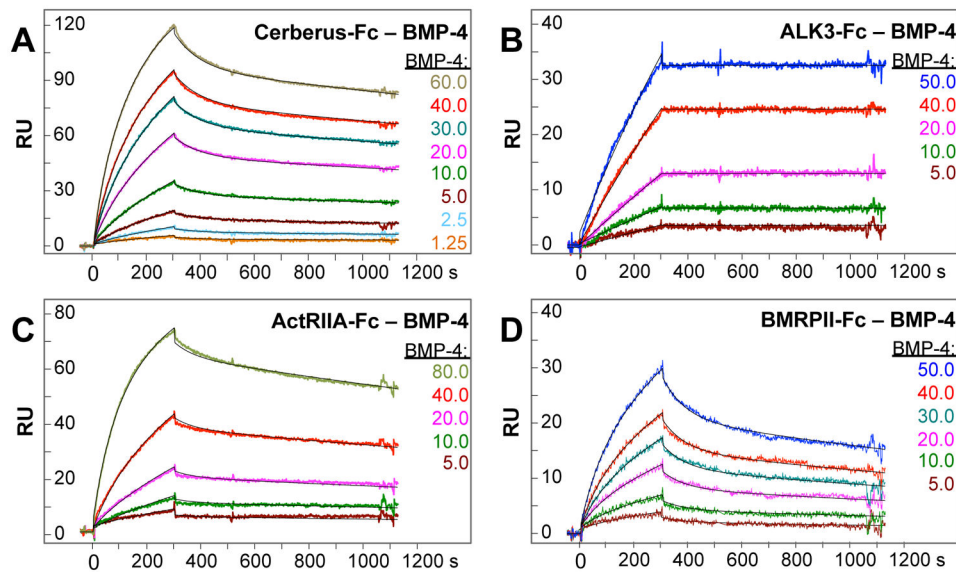 A
Cerberus-Fc – BMP-4
BMP-4:
60.0
40.0
30.0
20.0
10.0
5.0
2.5
1.25
120
90
60
30
0
RU
0 200 400 600 800 1000 1200 s
B
ALK3-Fc – BMP-4
BMP-4:
50.0
40.0
20.0
10.0
5.0
40
30
20
10
0
RU
0 200 400 600 800 1000 1200 s
C
ActRIIA-Fc – BMP-4
BMP-4:
80.0
40.0
20.0
10.0
5.0
80
60
40
20
0
RU
0 200 400 600 800 1000 1200 s
D
BMRPII-Fc – BMP-4
BMP-4:
50.0
40.0
30.0
20.0
10.0
5.0
40
30
20
10
0
RU
0 200 400 600 800 1000 1200 s